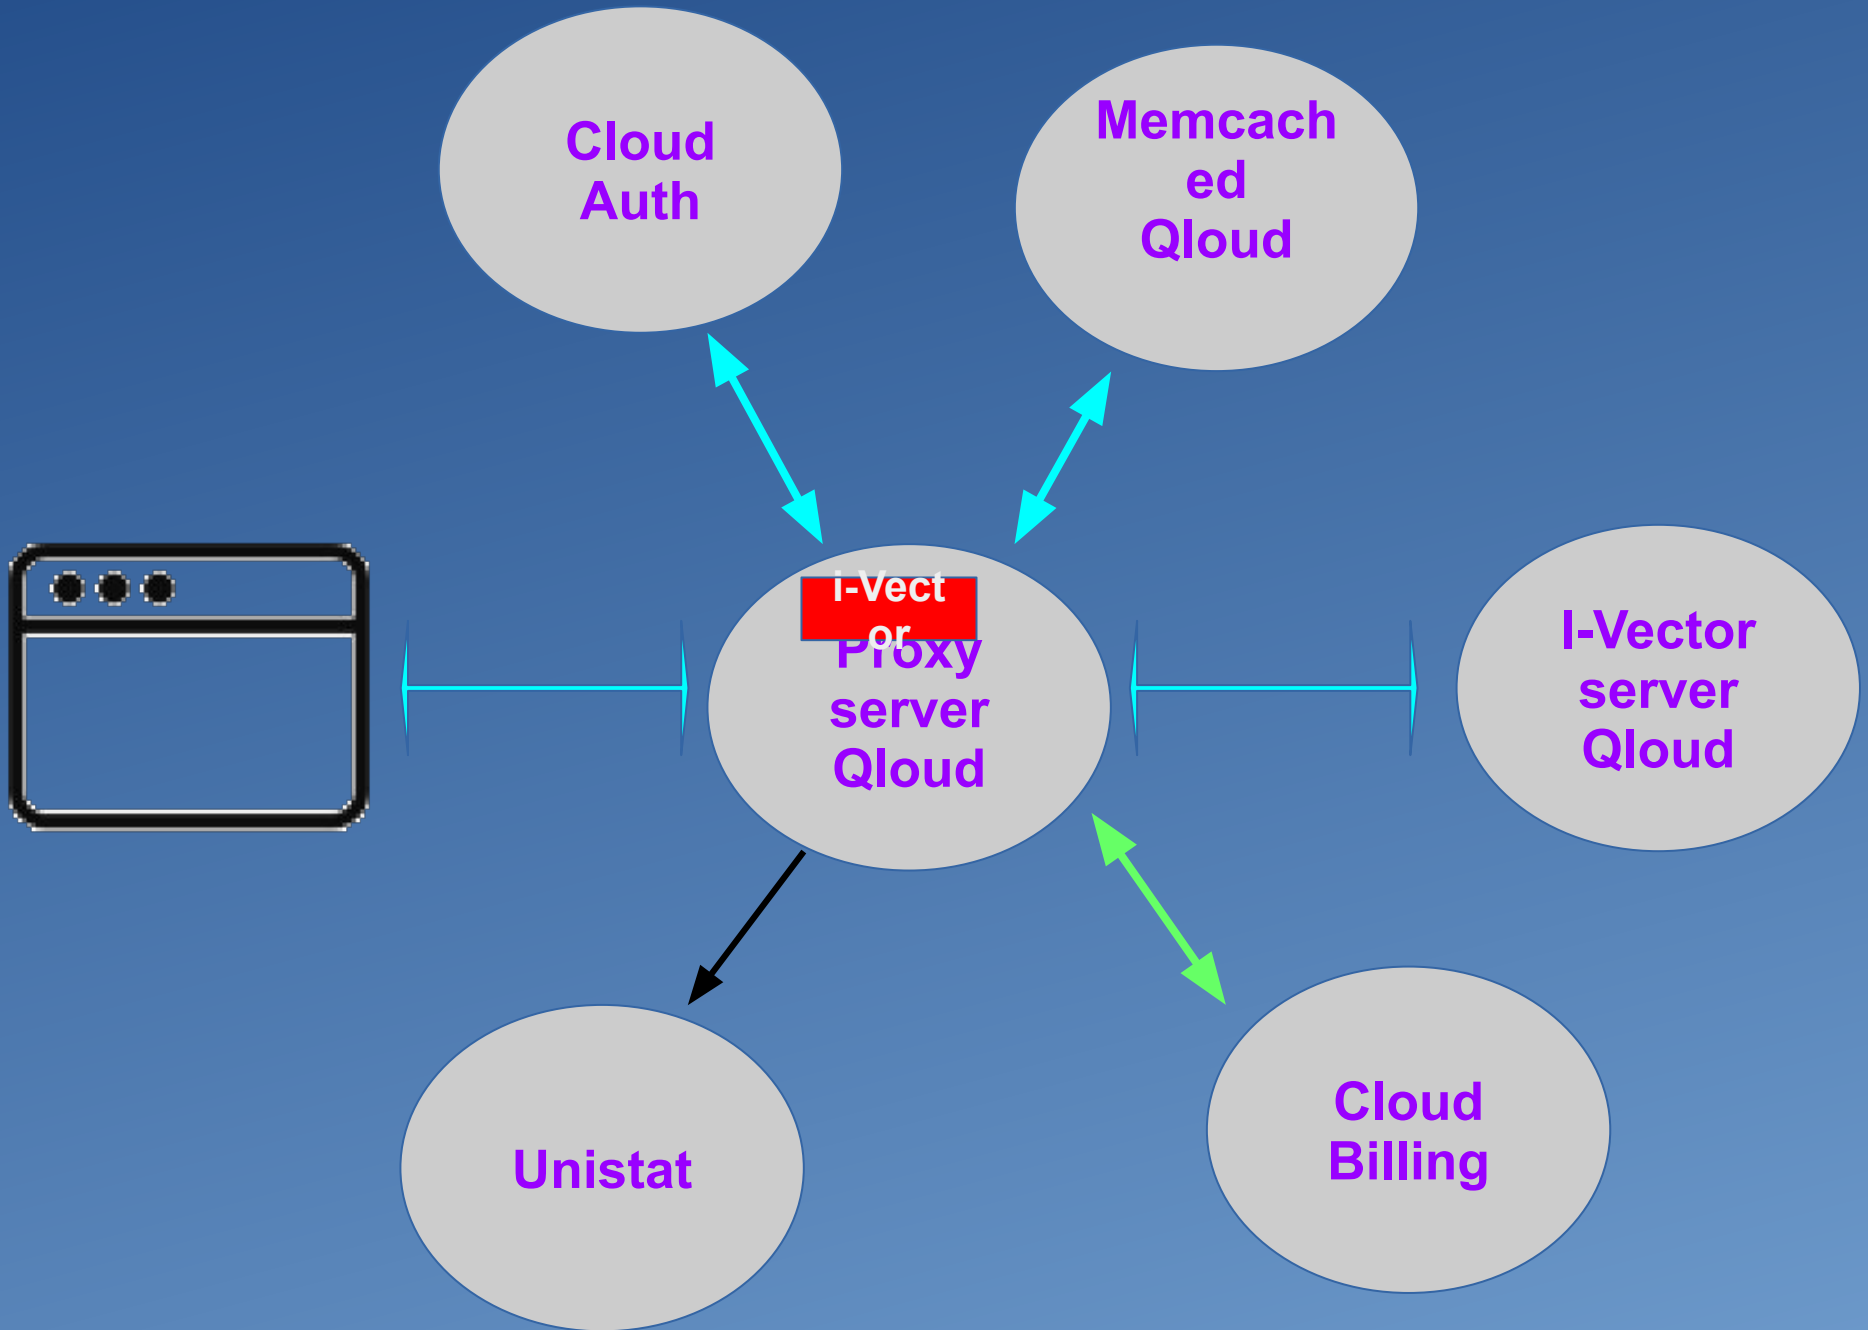 Cloud
Auth
Memcach
ed
Qloud
i-Vect
or
Proxy
server
Qloud
I-Vector
server
Qloud
Unistat
Cloud
Billing